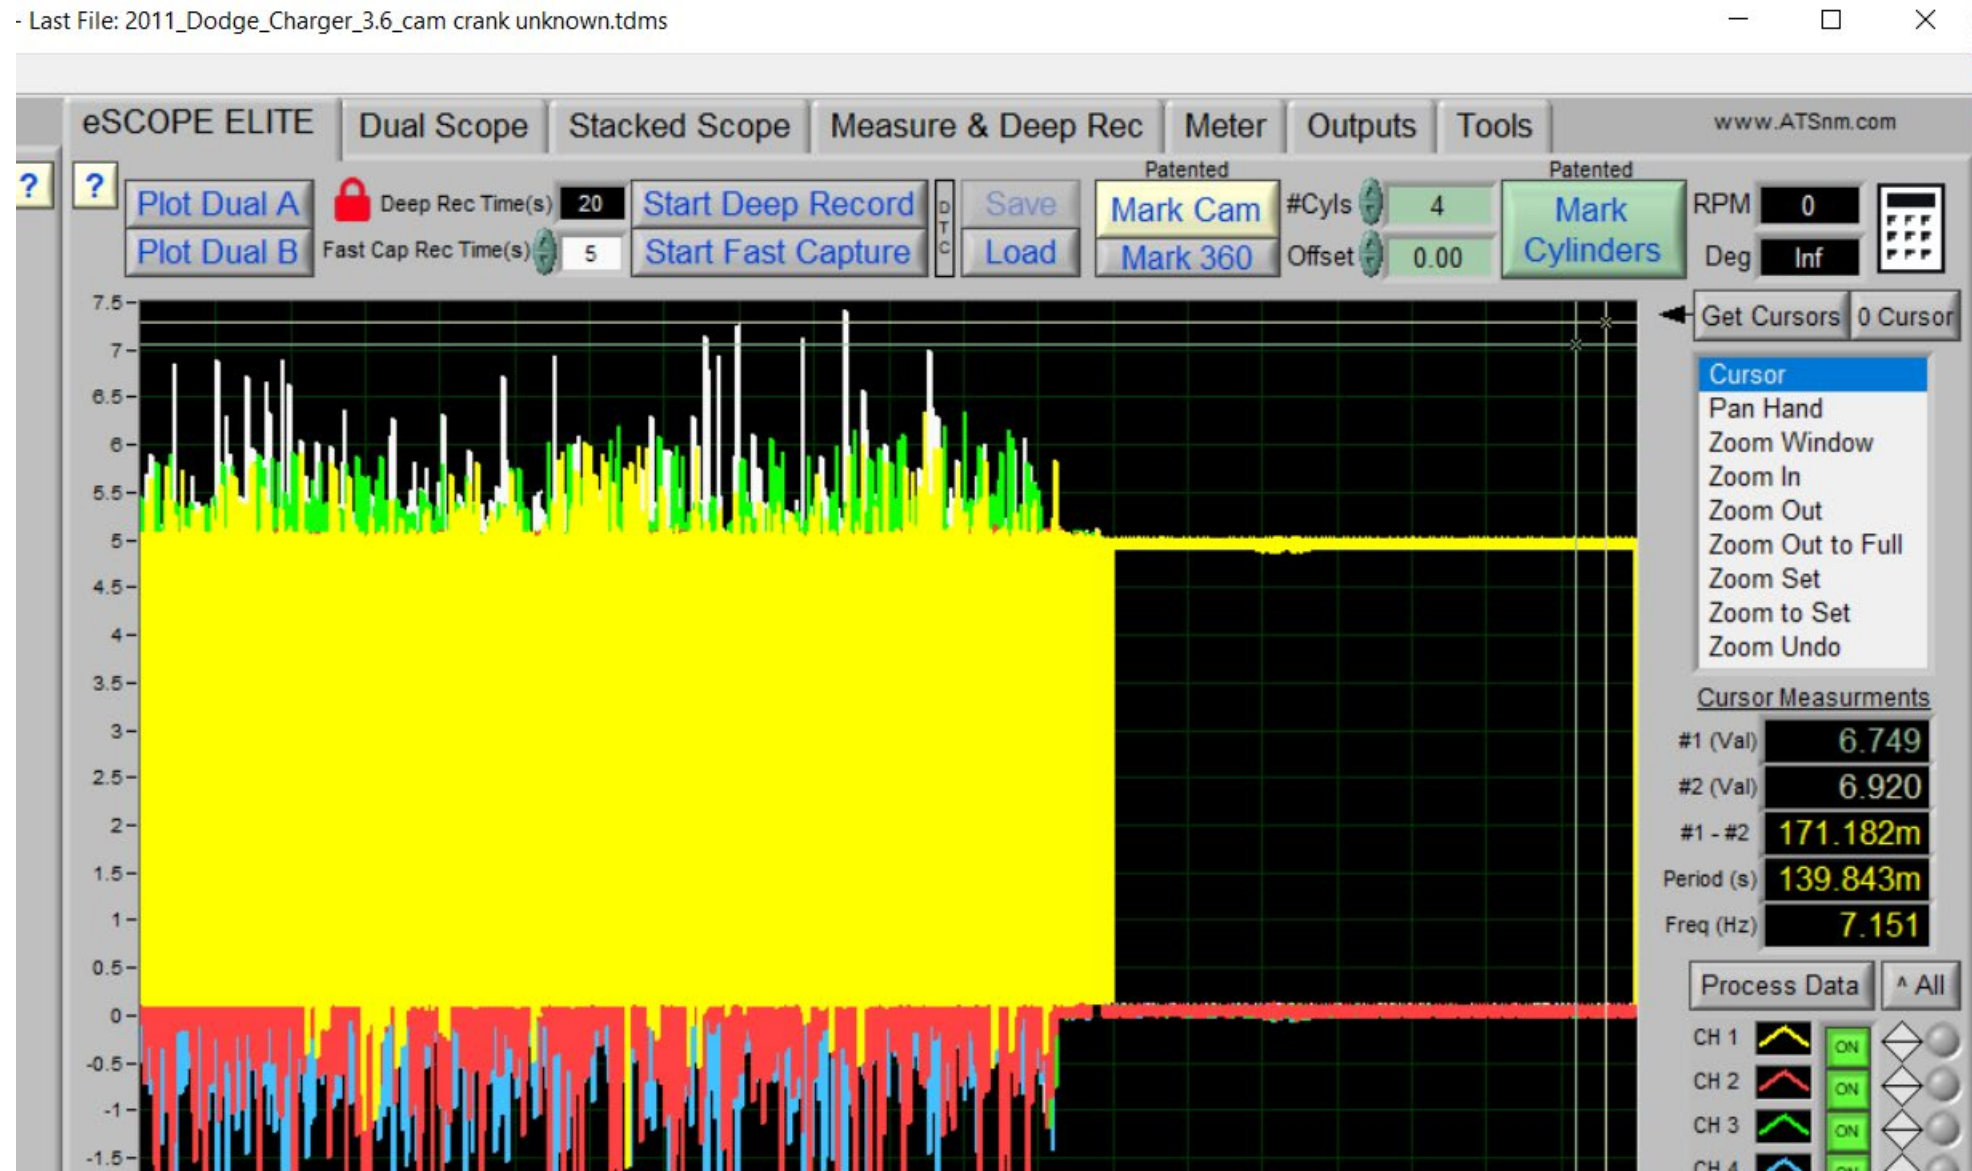 - Last File: 2011_Dodge_Charger_3.6_cam crank unknown.tdms
eSCOPE ELITE Dual Scope Stacked Scope Measure & Deep Rec Meter Outputs Tools www.ATSnm.com
? ? Plot Dual A Deep Rec Time(s) 20 Start Deep Record DTC Save Patented Mark Cam #Cyls 4 Patented Mark Cylinders RPM 0
Plot Dual B Fast Cap Rec Time(s) 5 Start Fast Capture Load Mark 360 Offset 0.00 Deg Inf
7.5
7
6.5
6
5.5
5
4.5
4
3.5
3
2.5
2
1.5
1
0.5
0
-0.5
-1
-1.5
Get Cursors 0 Cursor
Cursor
Pan Hand
Zoom Window
Zoom In
Zoom Out
Zoom Out to Full
Zoom Set
Zoom to Set
Zoom Undo
Cursor Measurments
#1 (Val) 6.749
#2 (Val) 6.920
#1 - #2 171.182m
Period (s) 139.843m
Freq (Hz) 7.151
Process Data ^ All
CH 1 ON
CH 2 ON
CH 3 ON
CH 4 ON